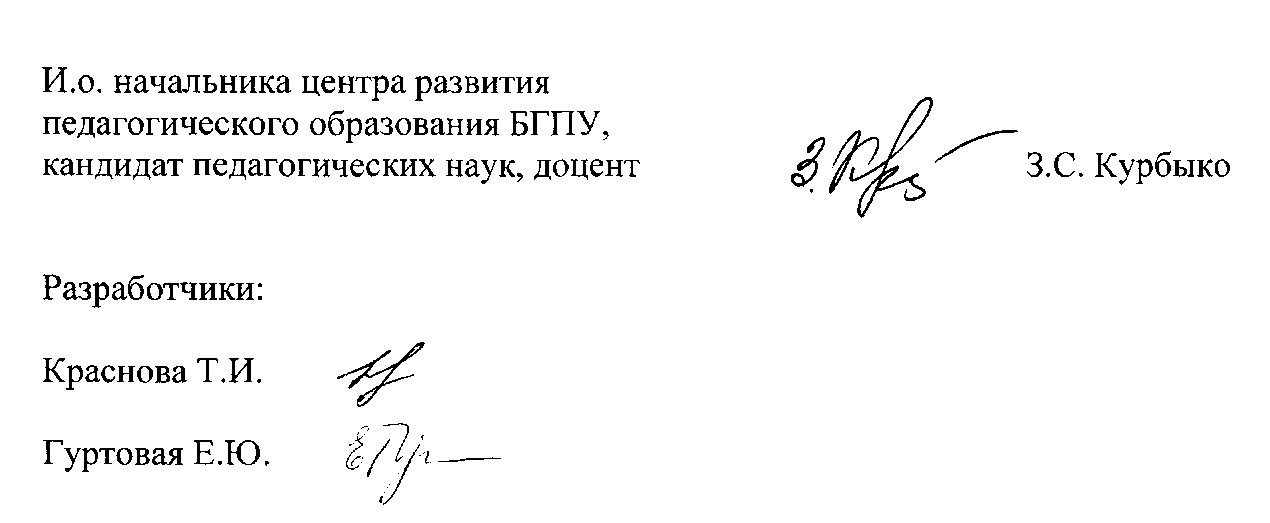 И.о. начальника центра развития
педагогического образования БГПУ,
кандидат педагогических наук, доцент З.С. Курбыко
Разработчики:
Краснова Т.И.
Гуртовая Е.Ю.